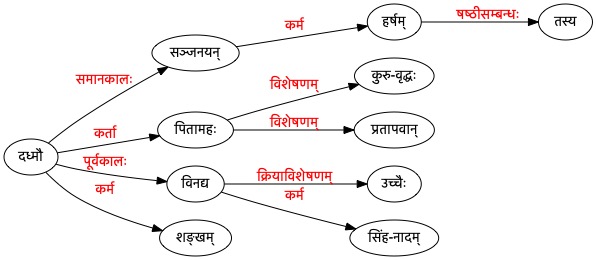 हर्षम्
षष्ठीसम्बन्धः
तस्य
कर्म
सञ्जनयन्
समानकालः
कुरु-वृद्धः
विशेषणम्
पितामहः
विशेषणम्
प्रतापवान्
कर्ता
दध्मौ
पूर्वकालः
विनद्य
क्रियाविशेषणम्
उच्चैः
कर्म
कर्म
शङ्खम्
सिंह-नादम्